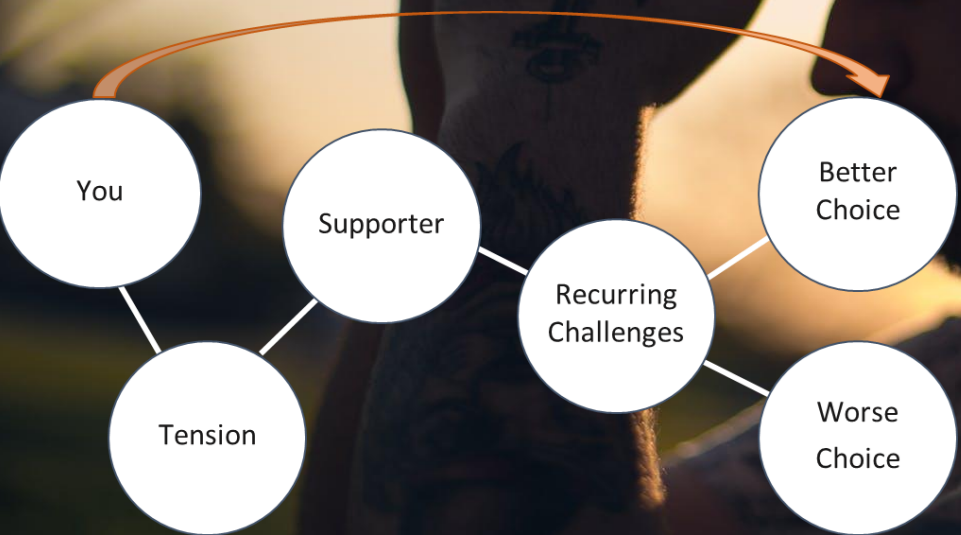 You
Supporter
Better
Choice
Recurring
Challenges
Tension
Worse
Choice